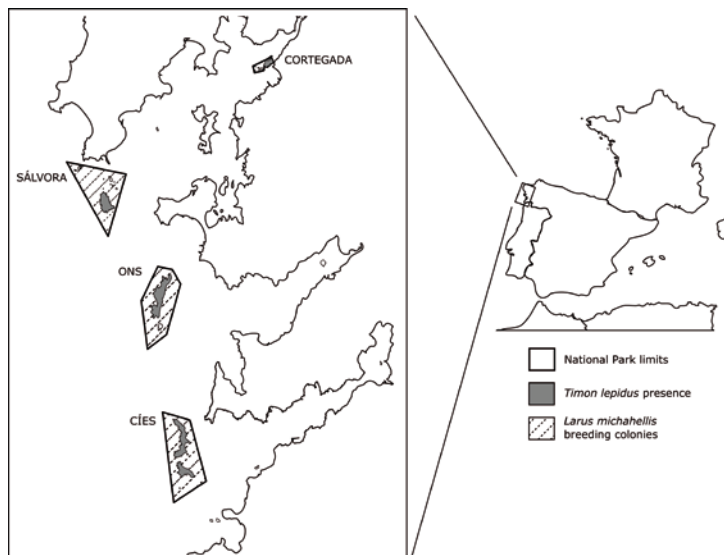 CORTEGADA
SÁLVORA
ONS
CÍES
National Park limits
Timon lepidus presence
Larus michahellis
breeding colonies